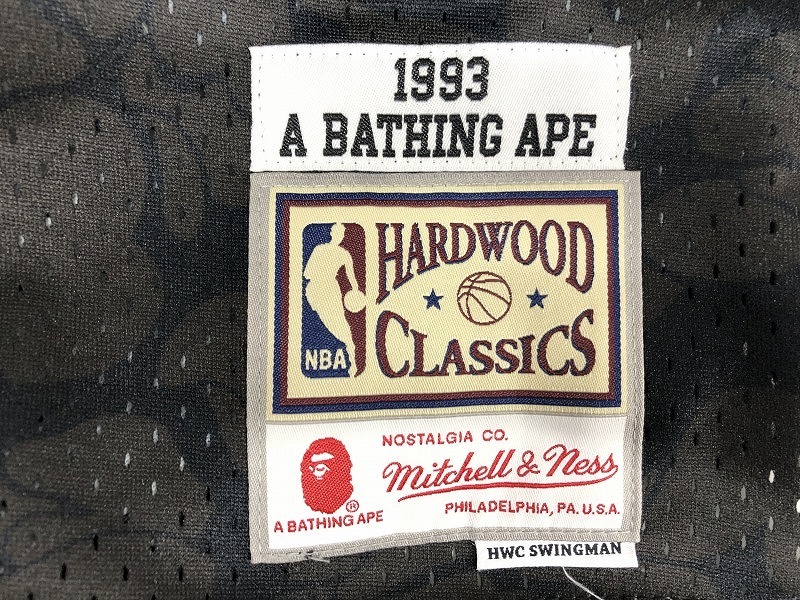 1993
A BATHING APE
HARDWOOD
CLASSICS
NBA
NOSTALGIA CO.
Mitchell & Ness
PHILADELPHIA, PA. U.S.A.
®
A BATHING APE
HWC SWINGMAN